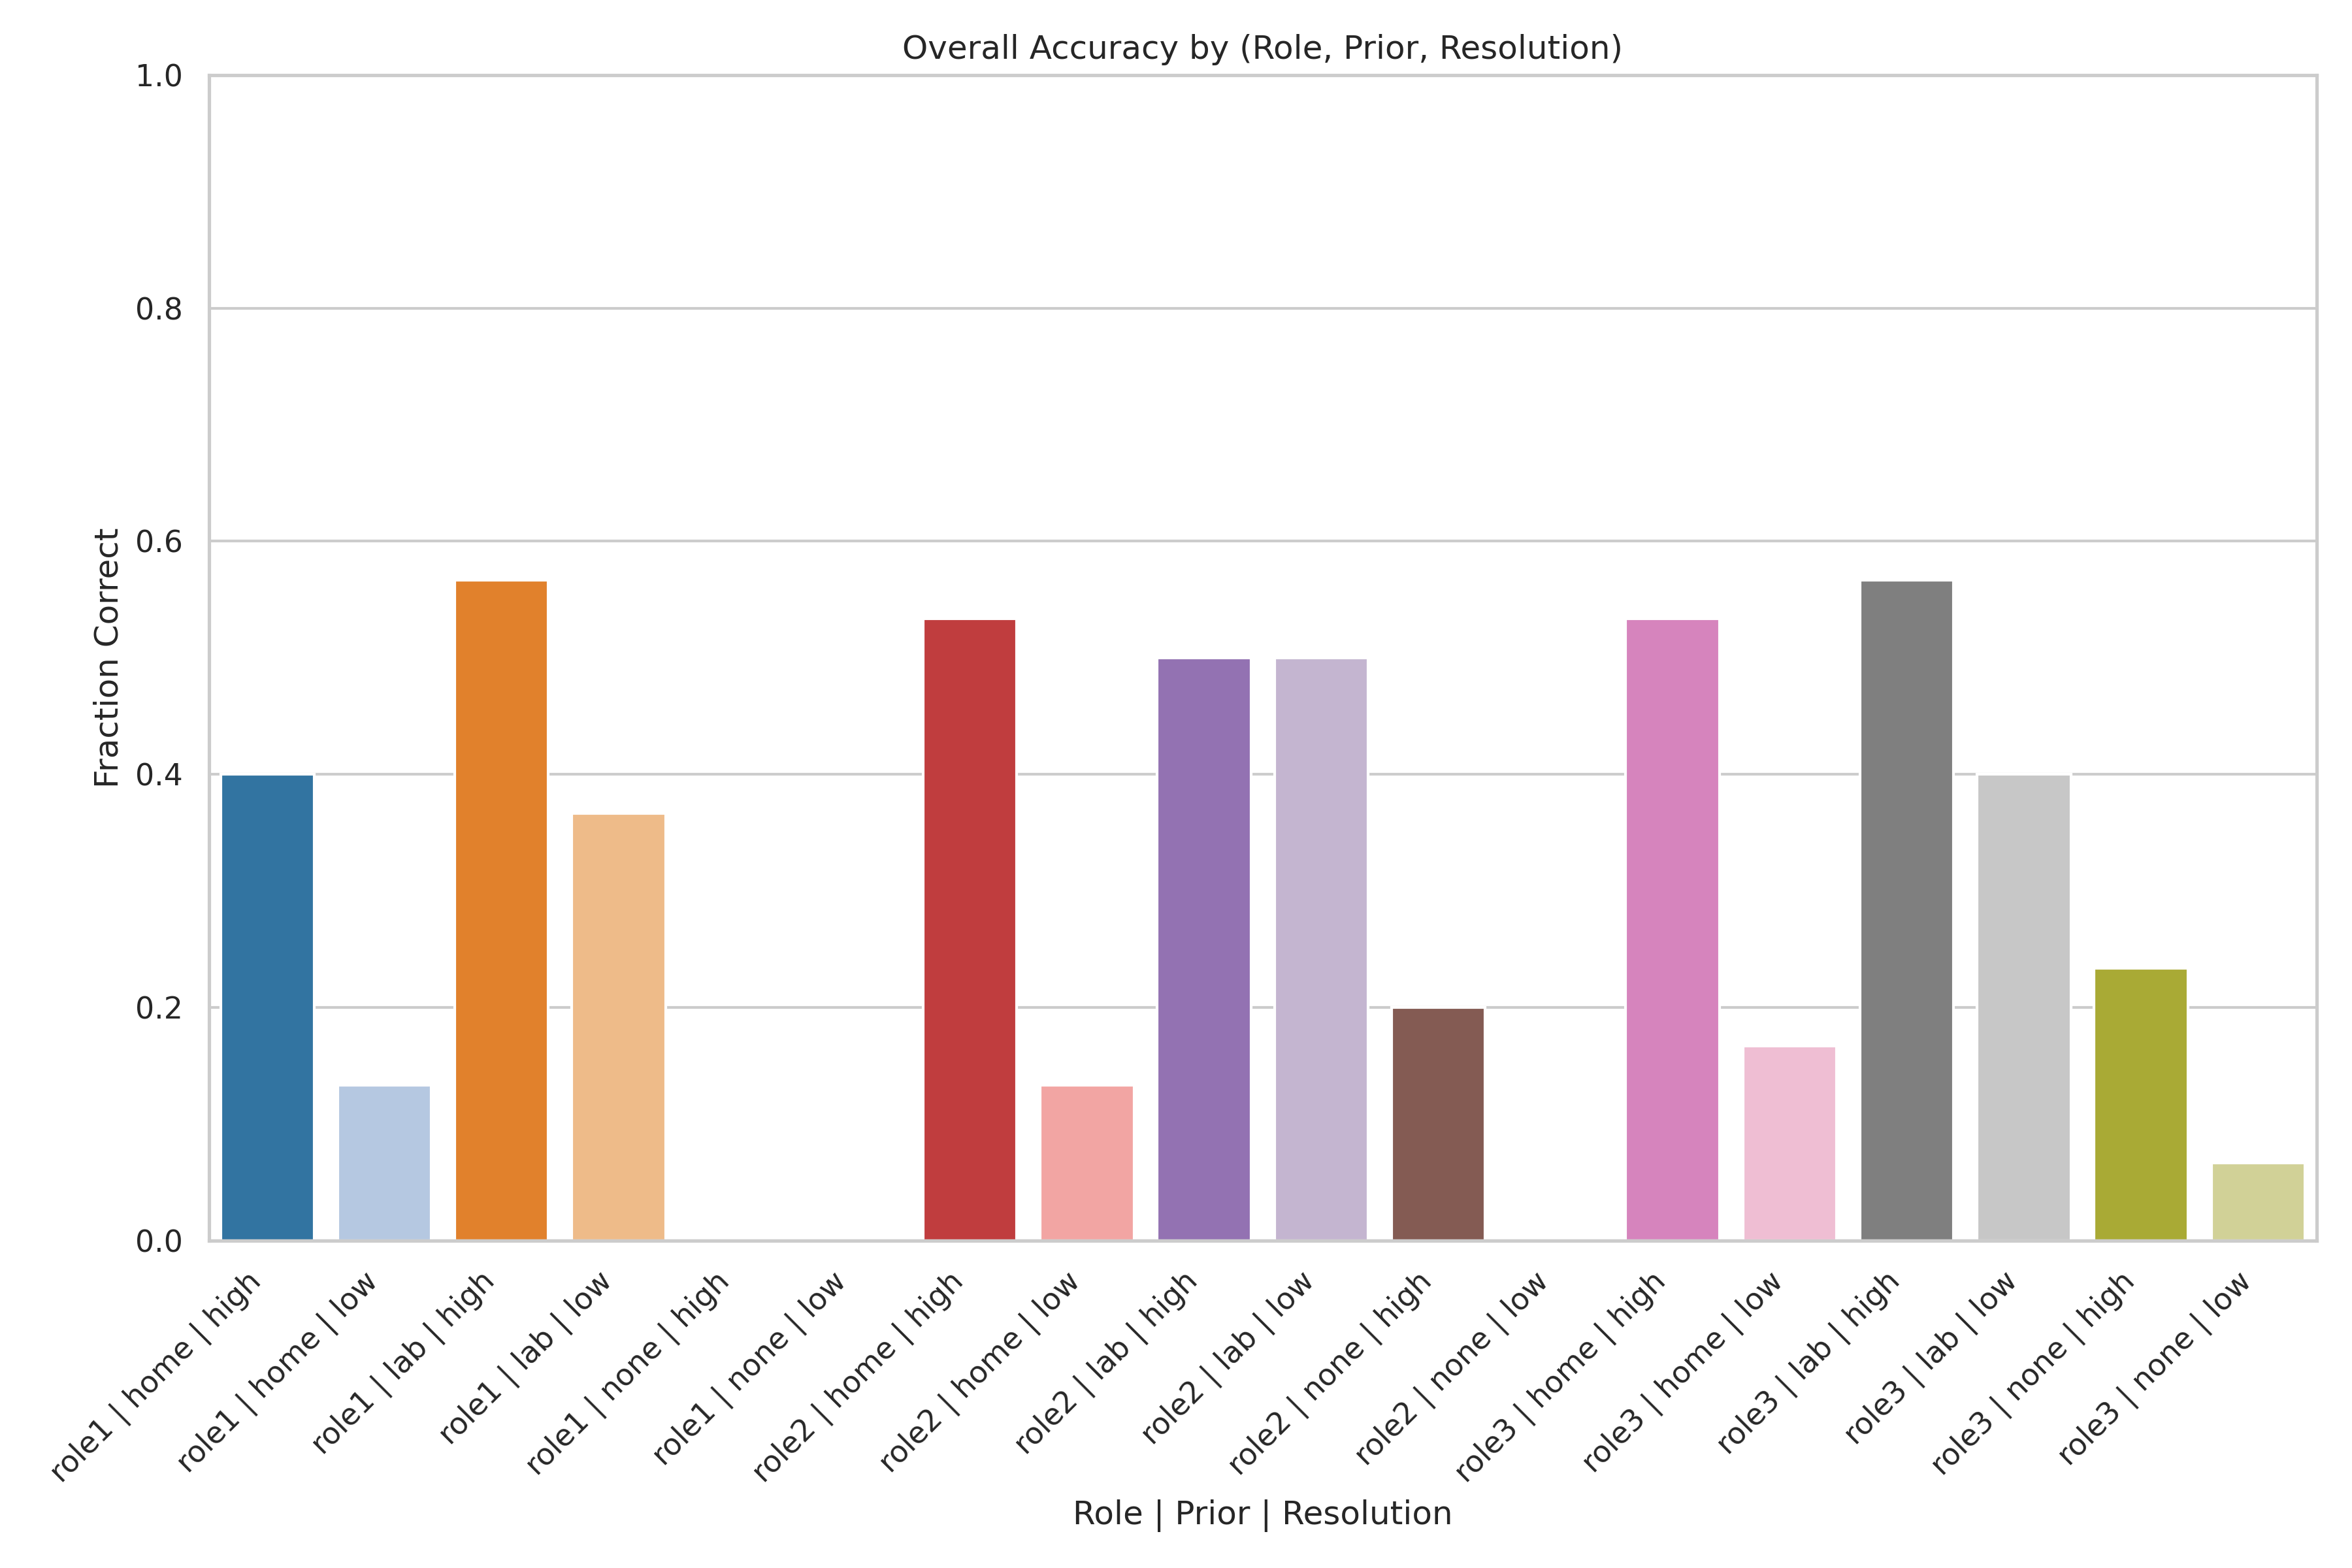 Overall Accuracy by (Role, Prior, Resolution)
1.0
0.8
0.6
0.4
0.2
0.0
Fraction Correct
role1 | home | high
role1 | home | low
role1 | lab | high
role1 | lab | low
role1 | none | high
role1 | none | low
role2 | home | high
role2 | home | low
role2 | lab | high
role2 | lab | low
role2 | none | high
role2 | none | low
role3 | home | high
role3 | home | low
role3 | lab | high
role3 | lab | low
role3 | none | high
role3 | none | low
Role | Prior | Resolution